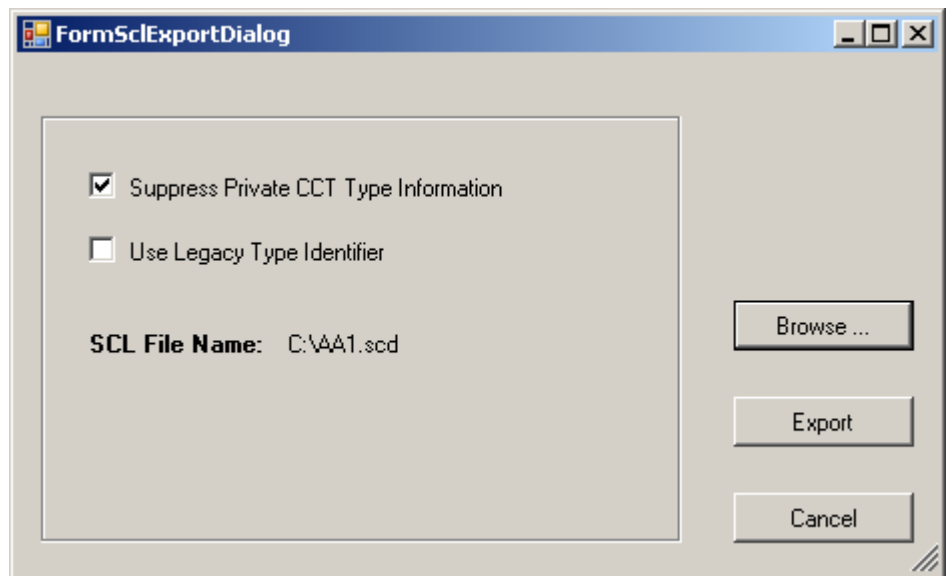 FormSclExportDialog
Suppress Private CCT Type Information
Use Legacy Type Identifier
SCL File Name: C:\AA1.scd
Browse ...
Export
Cancel